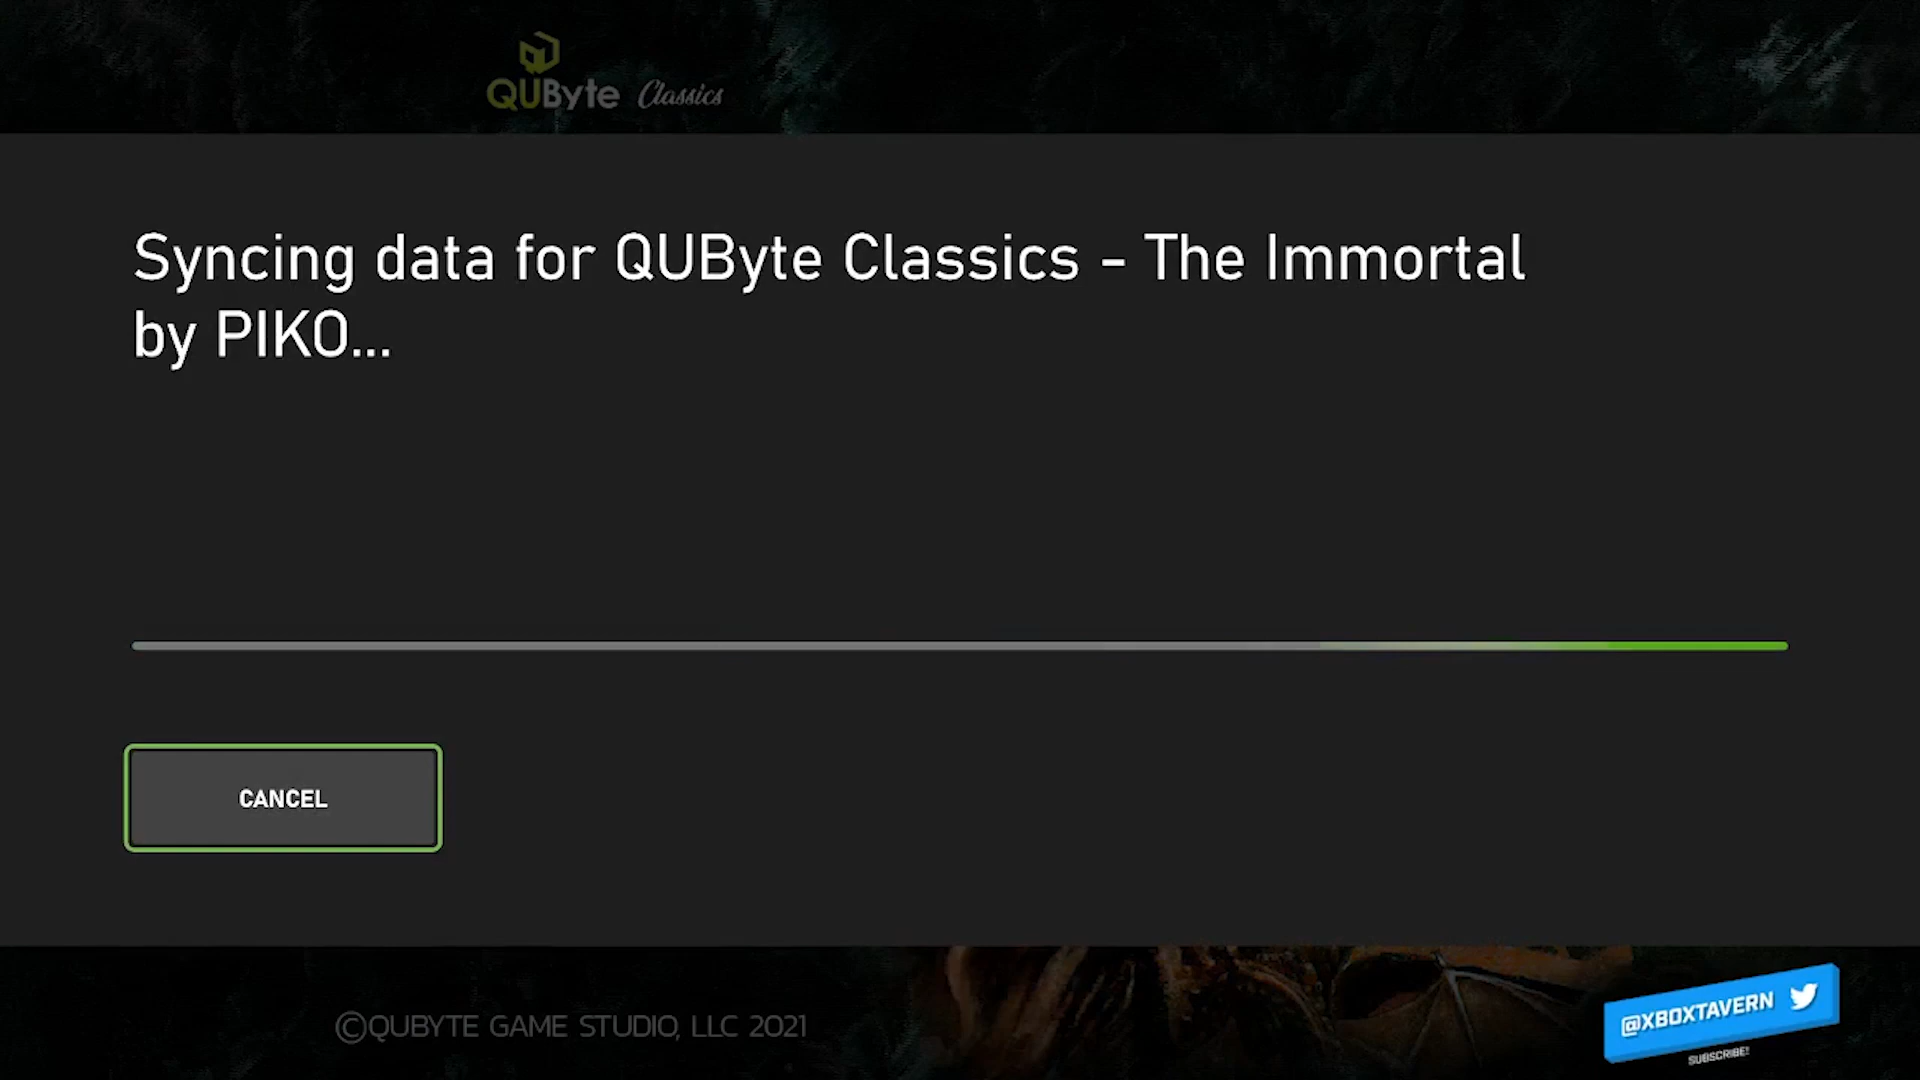 QUByte Classics
Syncing data for QUByte Classics - The Immortal
by PIKO...
CANCEL
©QUBYTE GAME STUDIO, LLC 2021
@XBOXTAVERN
SUBSCRIBE!